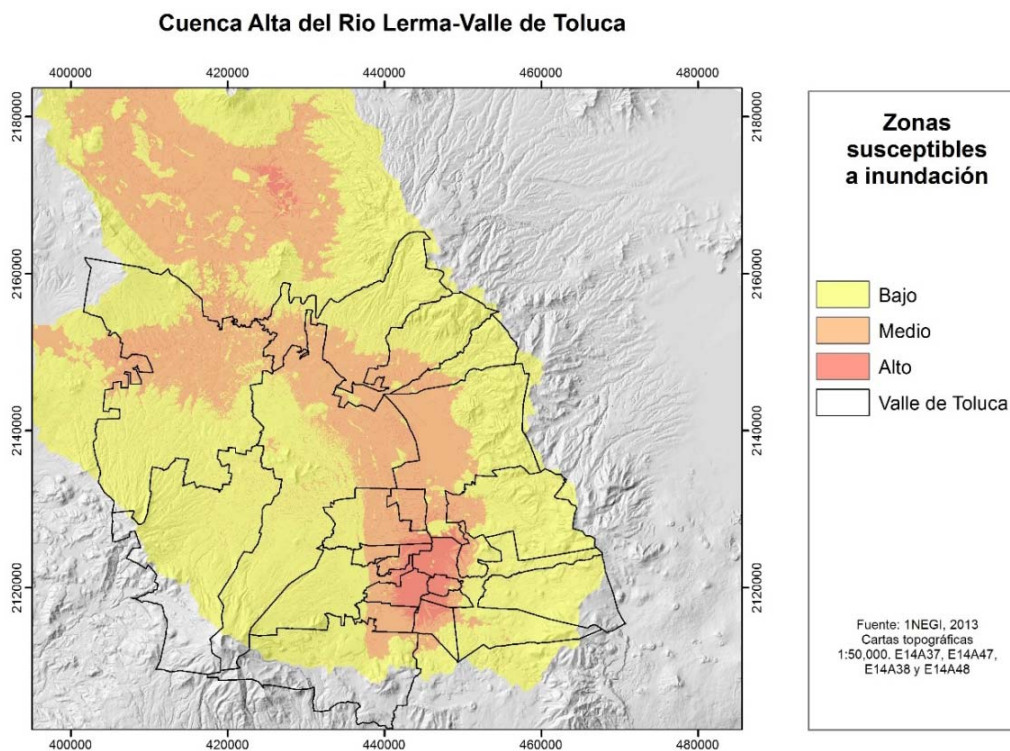 Cuenca Alta del Rio Lerma-Valle de Toluca
400000 420000 440000 460000 480000
2180000 2180000
2160000 2160000
2140000 2140000
2120000 2120000
400000 420000 440000 460000 480000
Zonas
susceptibles
a inundación
Bajo
Medio
Alto
Valle de Toluca
Fuente: 1NEGI, 2013
Cartas topográficas
1:50,000. E14A37, E14A47,
E14A38 y E14A48